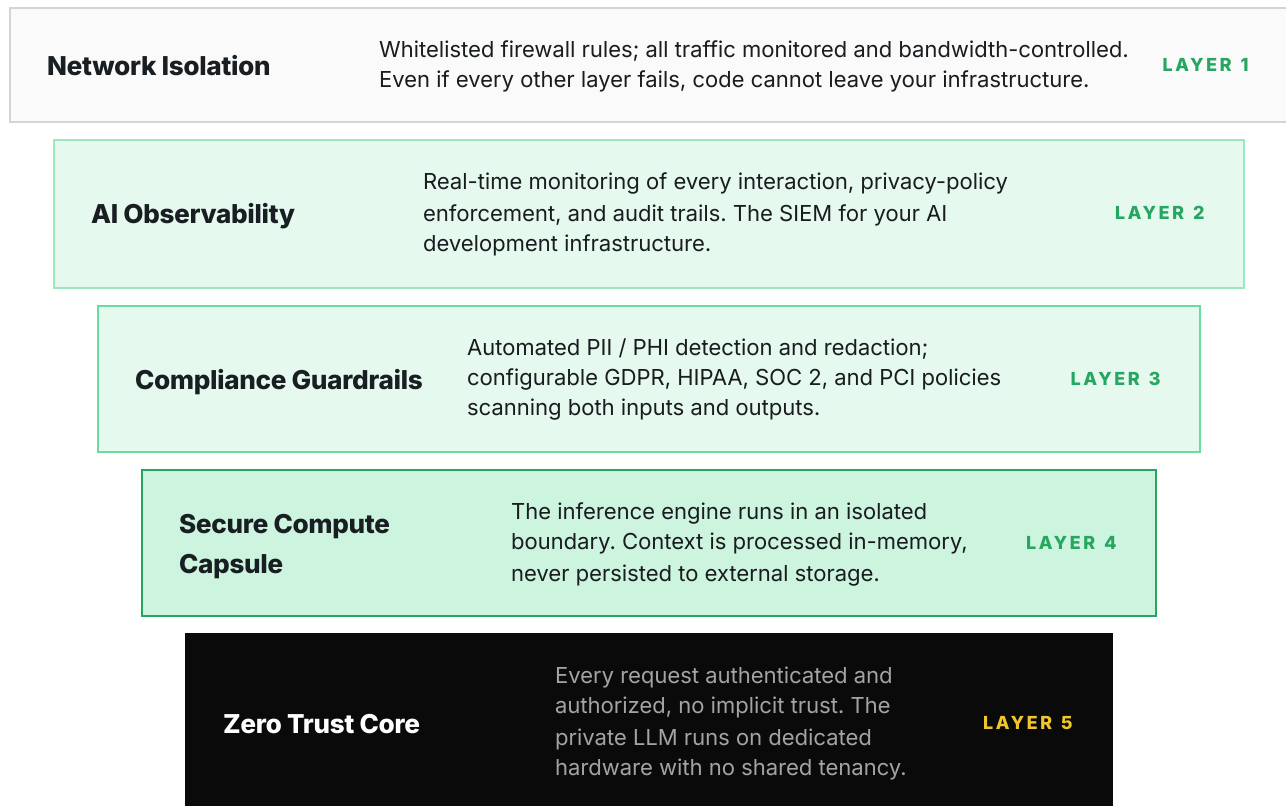 Network Isolation
Whitelisted firewall rules; all traffic monitored and bandwidth-controlled.
Even if every other layer fails, code cannot leave your infrastructure.
LAYER 1
AI Observability
Real-time monitoring of every interaction, privacy-policy
enforcement, and audit trails. The SIEM for your AI
development infrastructure.
LAYER 2
Compliance Guardrails
Automated PII / PHI detection and redaction;
configurable GDPR, HIPAA, SOC 2, and PCI policies
scanning both inputs and outputs.
LAYER 3
Secure Compute
Capsule
The inference engine runs in an isolated
boundary. Context is processed in-memory,
never persisted to external storage.
LAYER 4
Zero Trust Core
Every request authenticated and
authorized, no implicit trust. The
private LLM runs on dedicated
hardware with no shared tenancy.
LAYER 5